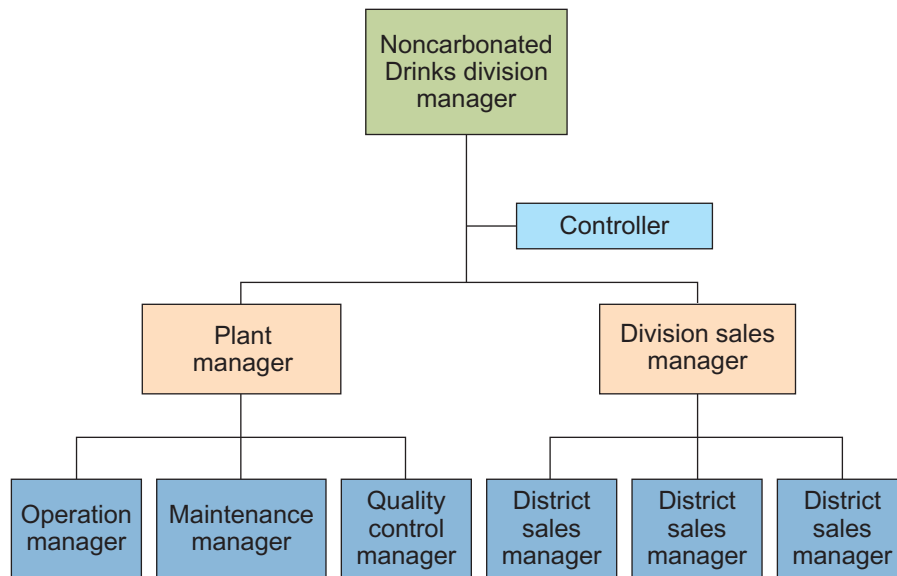 Noncarbonated
Drinks division
manager
Controller
Plant
manager
Division sales
manager
Operation
manager
Maintenance
manager
Quality
control
manager
District
sales
manager
District
sales
manager
District
sales
manager